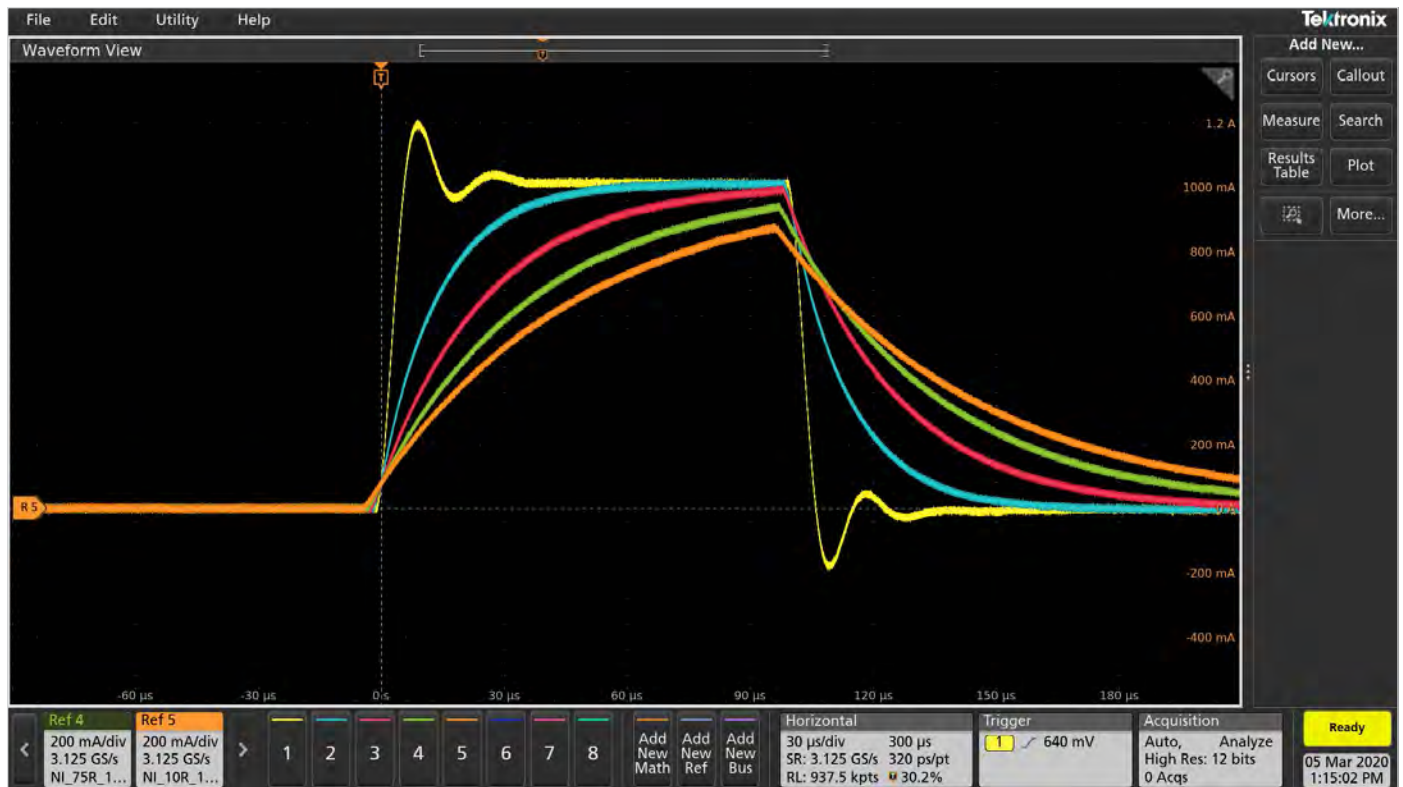 File Edit Utility Help
Tektronix
Waveform View
Add New...
Cursors Callout
Measure Search
Results Table Plot
More...
T
T
1.2 A
1000 mA
800 mA
600 mA
400 mA
200 mA
0 A
-200 mA
-400 mA
R5
-60 µs -30 µs 0 s 30 µs 60 µs 90 µs 120 µs 150 µs 180 µs
Ref 4
200 mA/div
3.125 GS/s
NI_75R_1...
Ref 5
200 mA/div
3.125 GS/s
NI_10R_1...
1 2 3 4 5 6 7 8
Add New Math
Add New Ref
Add New Bus
Horizontal
30 µs/div 300 µs
SR: 3.125 GS/s 320 ps/pt
RL: 937.5 kpts 30.2%
Trigger
1 640 mV
Acquisition
Auto, Analyze
High Res: 12 bits
0 Acqs
Ready
05 Mar 2020
1:15:02 PM